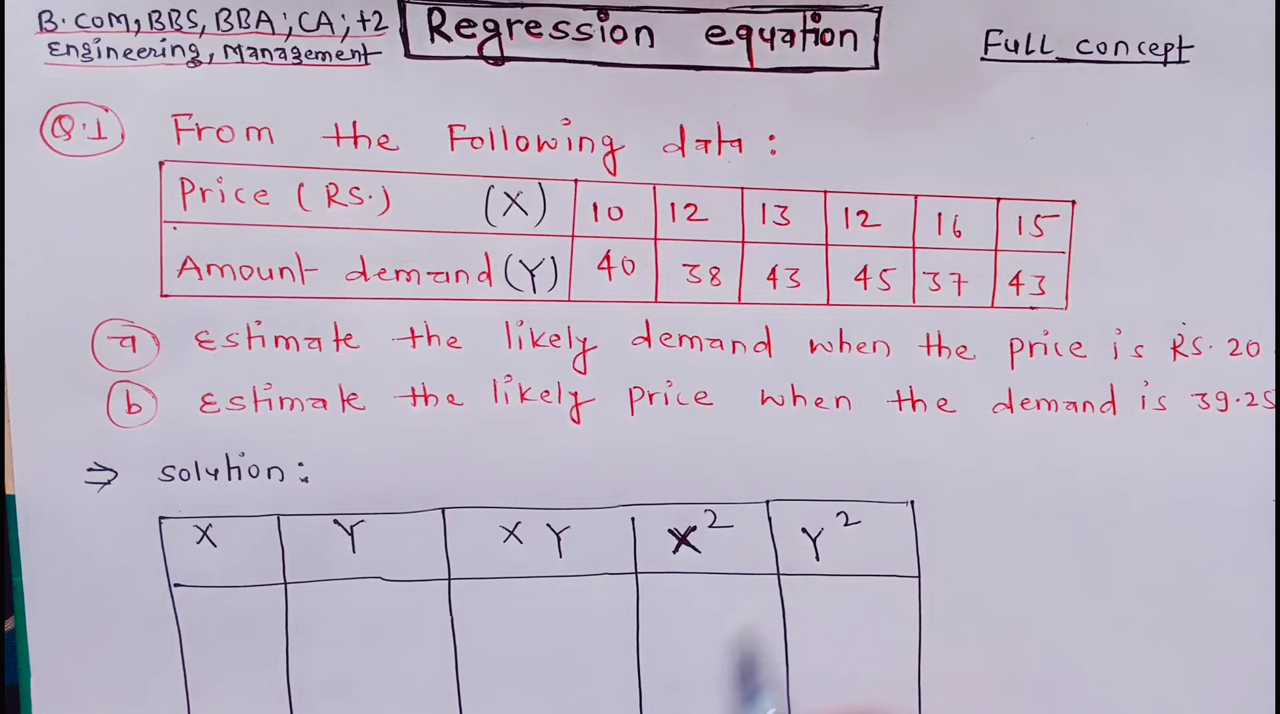 B.COM, BBS, BBA; CA; +2
Engineering, Management
Regression equation
Full concept
Q.1 From the Following data:
Price (RS.) (X) 10 12 13 12 16 15
Amount demand (Y) 40 38 43 45 37 43
a Estimate the likely demand when the price is RS. 20
b Estimate the likely price when the demand is 39.25
⇒ solution:
X Y XY X² Y²